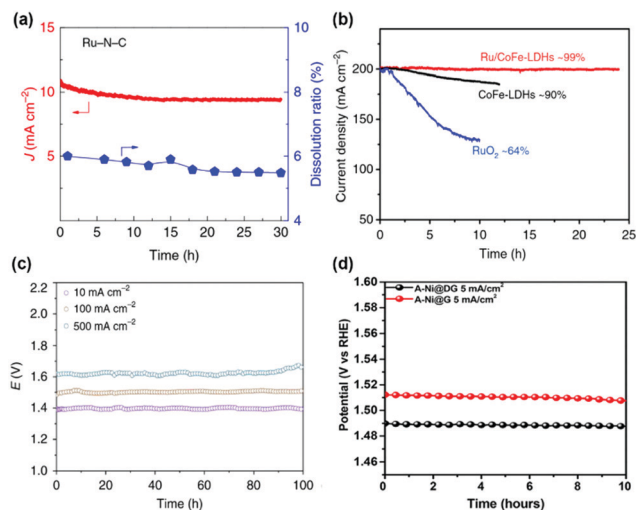 (a)
Ru–N–C
15
10
5
J (mA cm⁻²)
10
8
6
4
Dissolution ratio (%)
0 5 10 15 20 25 30
Time (h)
(b)
250
200
150
100
50
Current density (mA cm⁻²)
Ru/CoFe-LDHs ~99%
CoFe-LDHs ~90%
RuO₂ ~64%
0 5 10 15 20 25
Time (h)
(c)
10 mA cm⁻²
100 mA cm⁻²
500 mA cm⁻²
2.2
2.0
1.8
1.6
1.4
1.2
1.0
E (V)
0 20 40 60 80 100
Time (h)
(d)
A-Ni@DG 5 mA/cm²
A-Ni@G 5 mA/cm²
1.60
1.58
1.56
1.54
1.52
1.50
1.48
1.46
Potential (V vs RHE)
0 2 4 6 8 10
Time (hours)